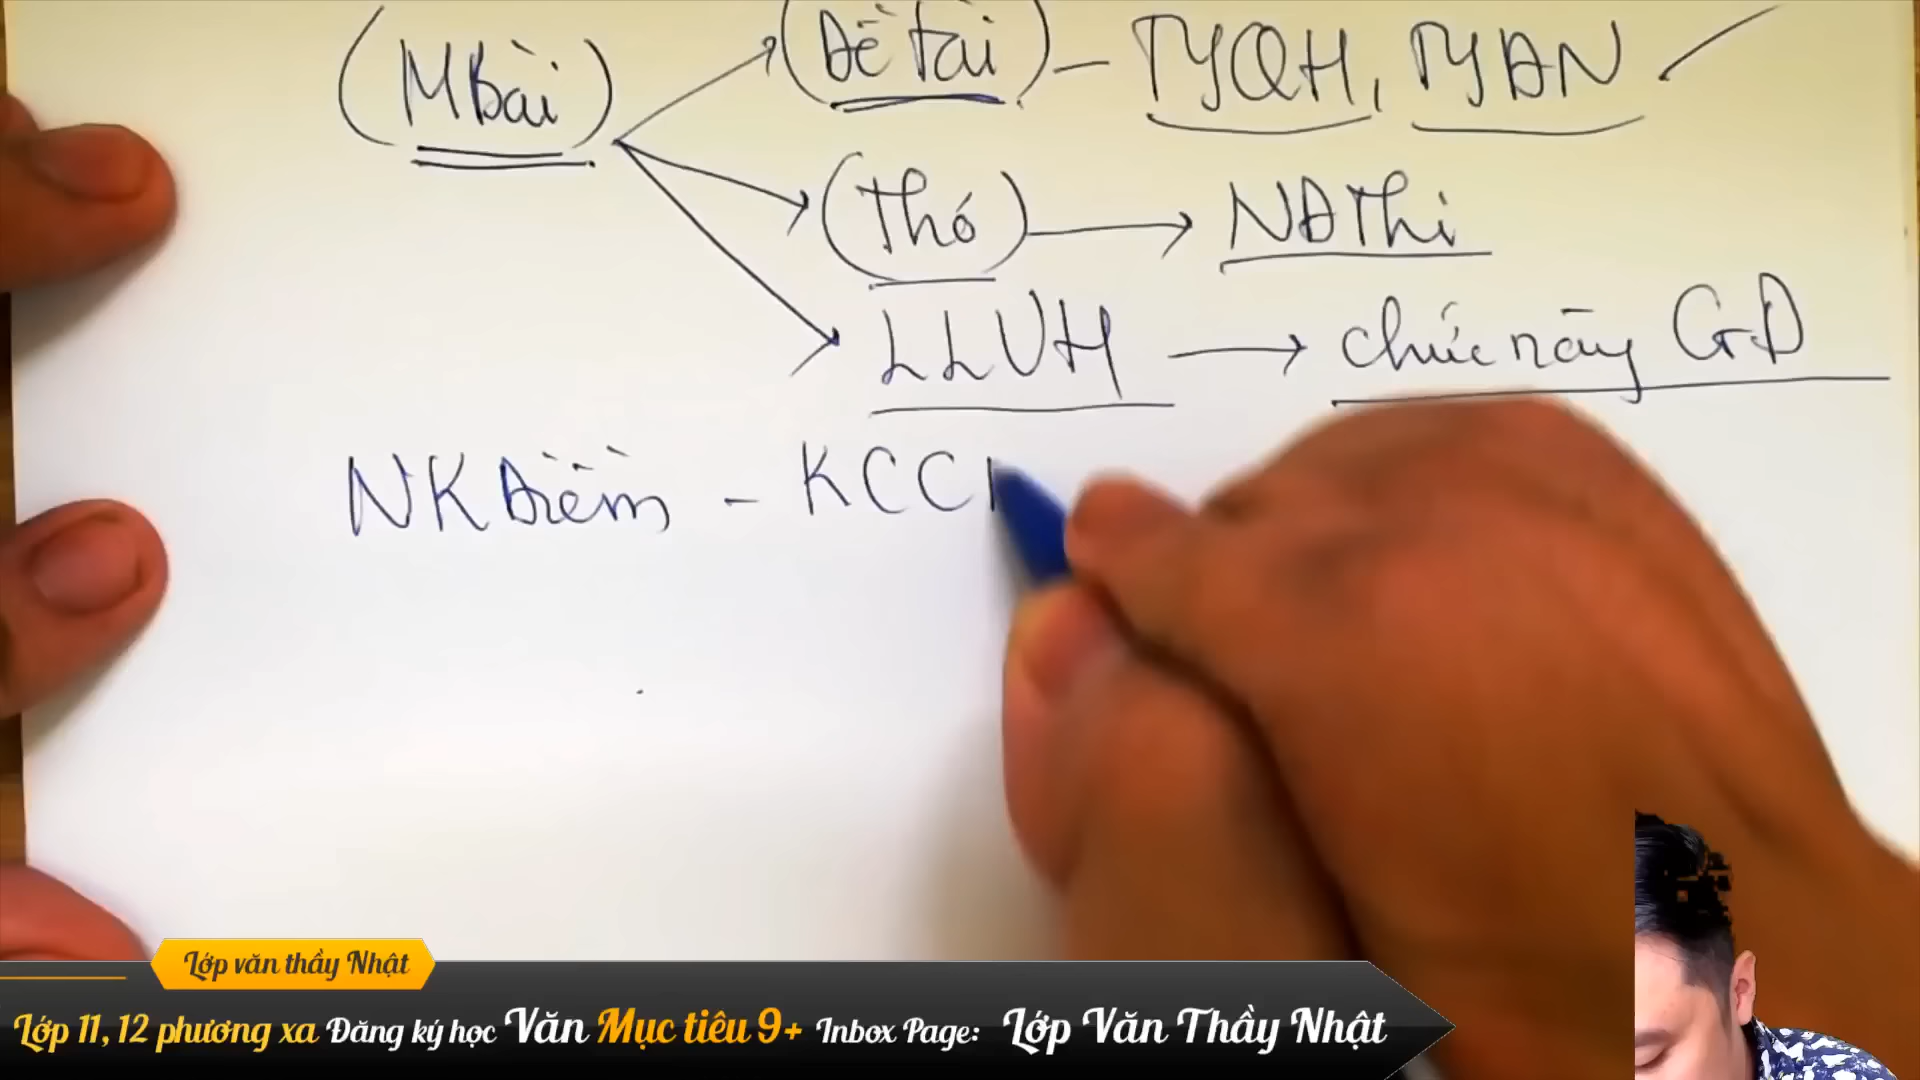 (MBài) (Đề tài) – TYQH, TYĐN
(Thơ) → NĐThi
LLVH → chức năng GD
NKĐiềm – KCC
Lớp văn thầy Nhật
Lớp 11, 12 phương xa Đăng ký học Văn Mục tiêu 9+ Inbox Page: Lớp Văn Thầy Nhật